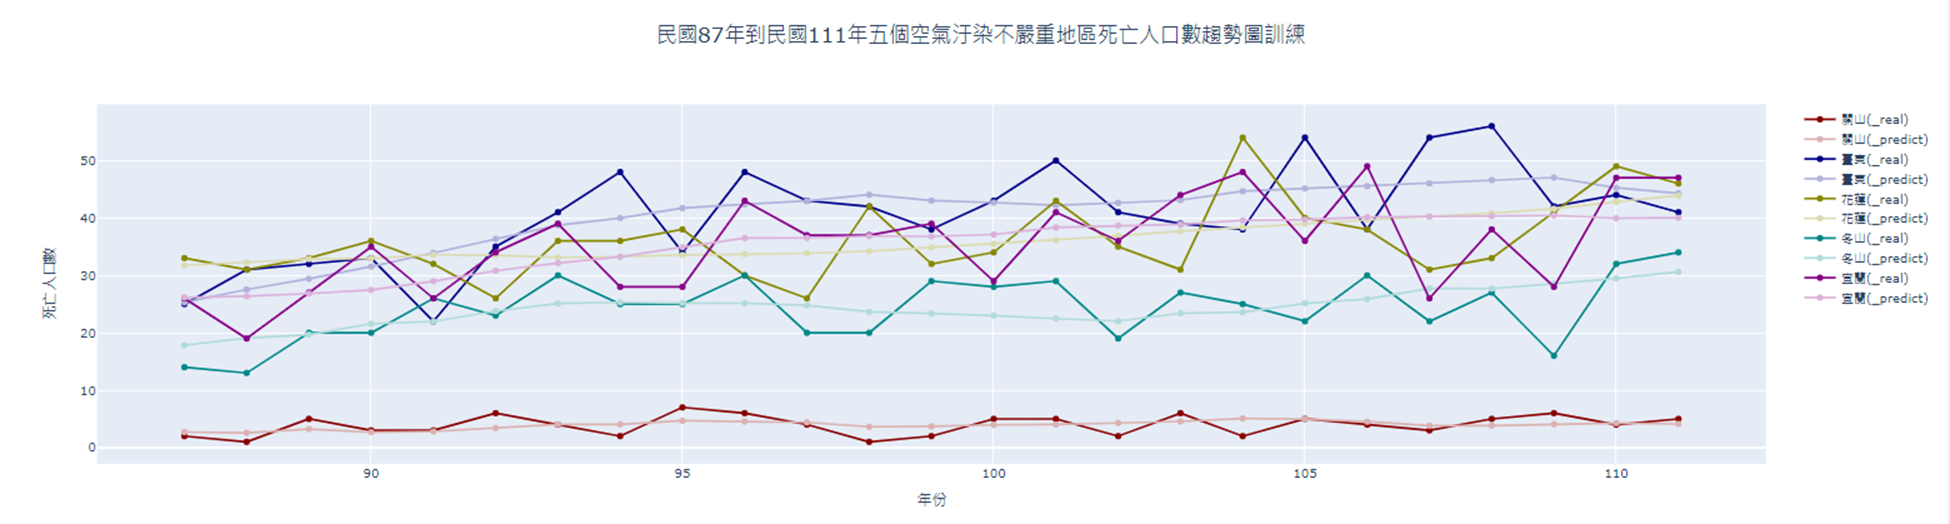 民國87年到民國111年五個空氣汙染不嚴重地區死亡人口數趨勢圖訓練
死亡人口數
50
40
30
20
10
0
90
95
100
105
110
年份
關山(_real)
關山(_predict)
臺東(_real)
臺東(_predict)
花蓮(_real)
花蓮(_predict)
冬山(_real)
冬山(_predict)
宜蘭(_real)
宜蘭(_predict)